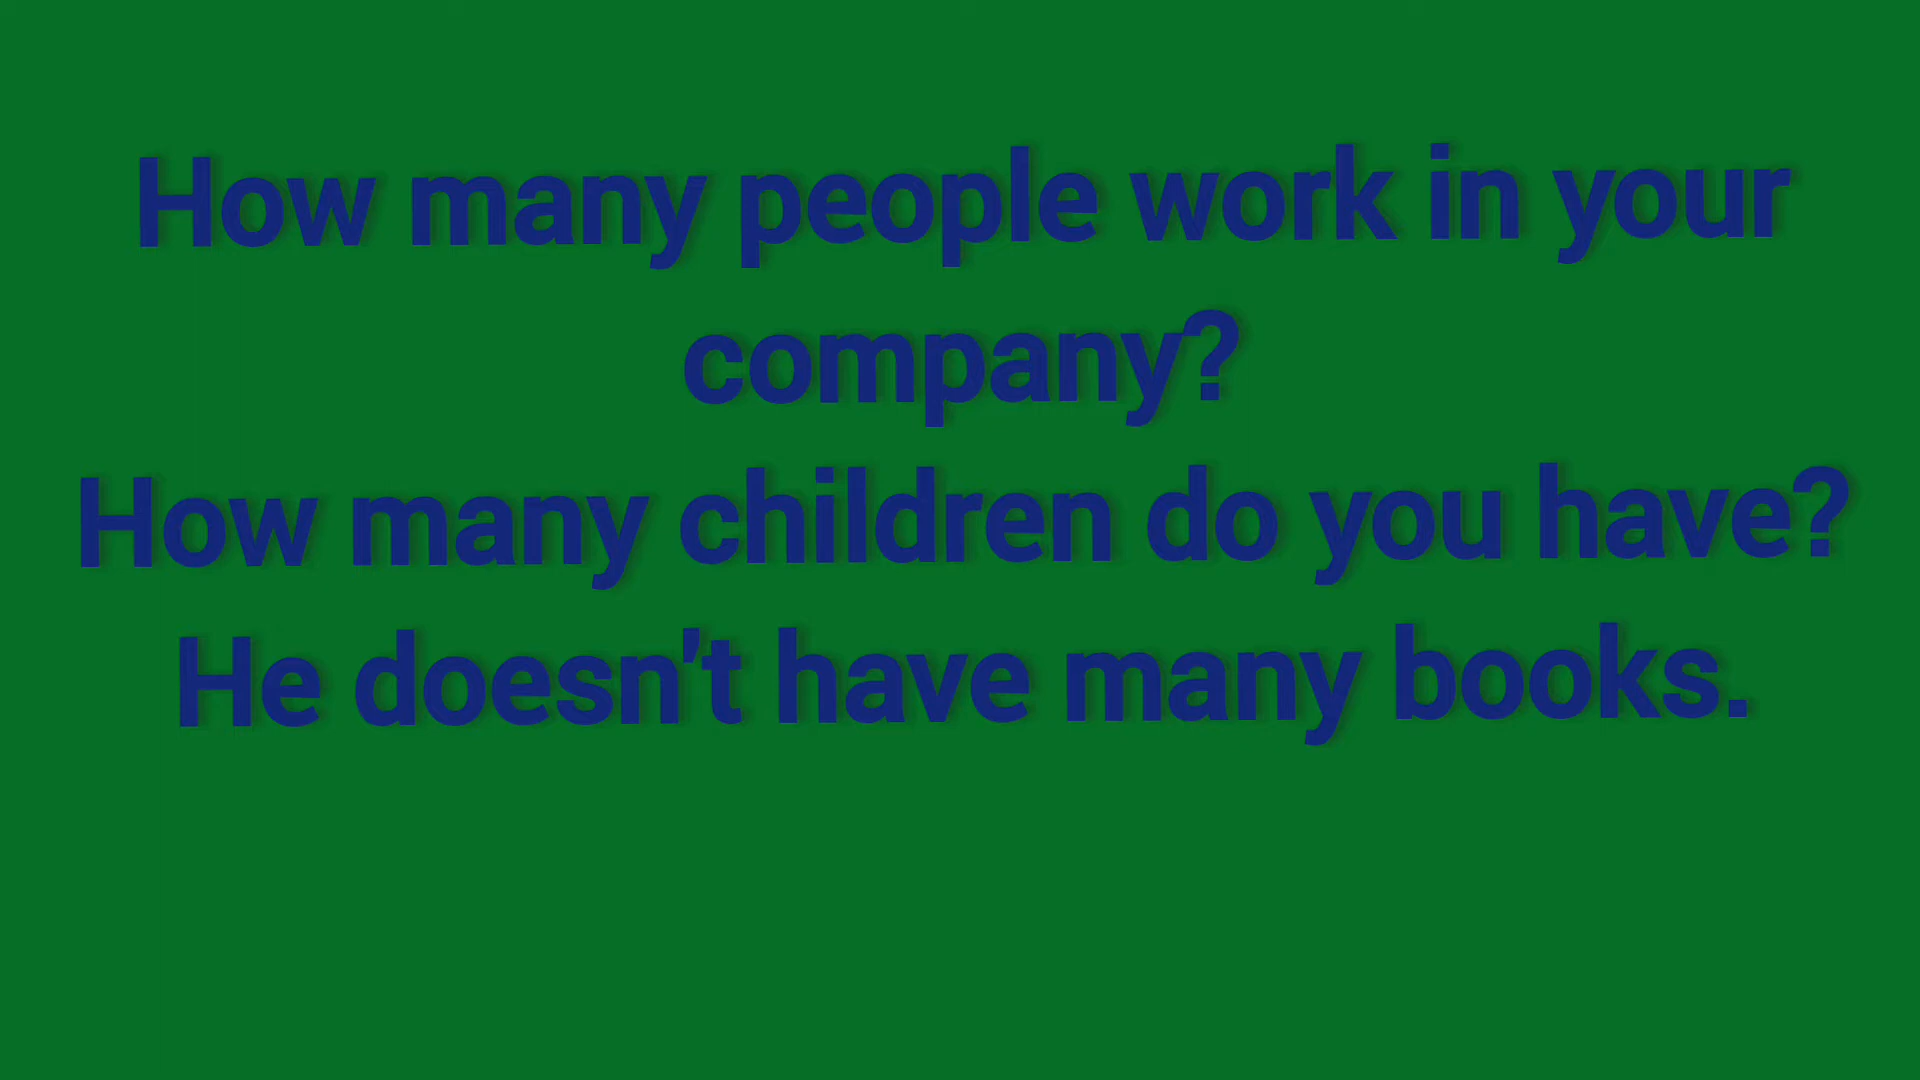 How many people work in your
company?
How many children do you have?
He doesn't have many books.